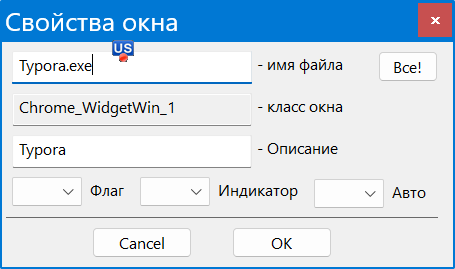 Свойства окна
US
Typora.exe - имя файла Все!
Chrome_WidgetWin_1 - класс окна
Typora - Описание
Флаг Индикатор Авто
Cancel OK